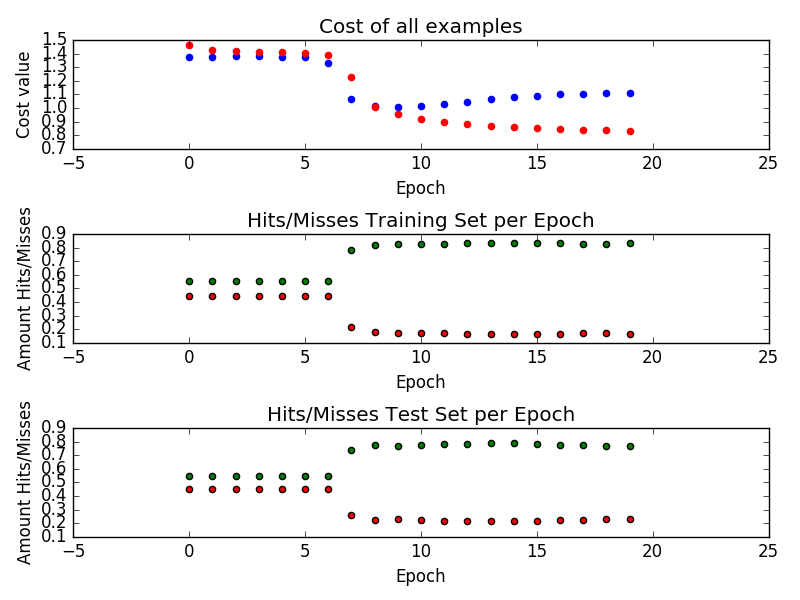 Cost of all examples
Cost value
1.5
1.4
1.3
1.2
1.1
1.0
0.9
0.8
0.7
−5 0 5 10 15 20 25
Epoch
Hits/Misses Training Set per Epoch
Amount Hits/Misses
0.9
0.8
0.7
0.6
0.5
0.4
0.3
0.2
0.1
−5 0 5 10 15 20 25
Epoch
Hits/Misses Test Set per Epoch
Amount Hits/Misses
0.9
0.8
0.7
0.6
0.5
0.4
0.3
0.2
0.1
−5 0 5 10 15 20 25
Epoch